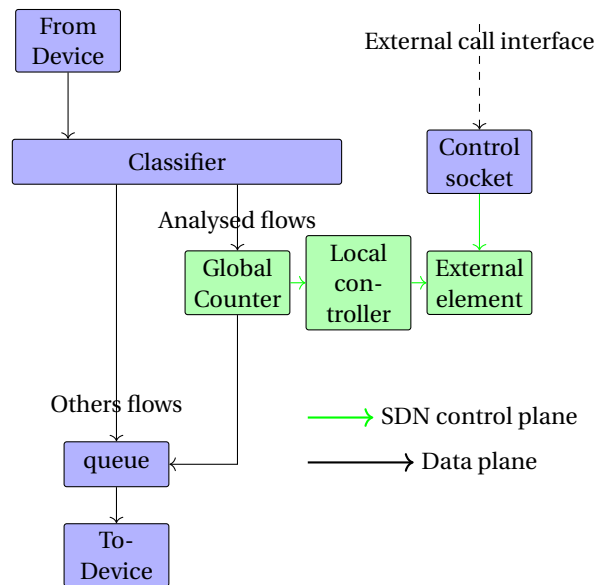 From
Device
External call interface
Classifier
Control
socket
Analysed flows
Global
Counter
Local
con-
troller
External
element
Others flows
SDN control plane
queue
Data plane
To-
Device